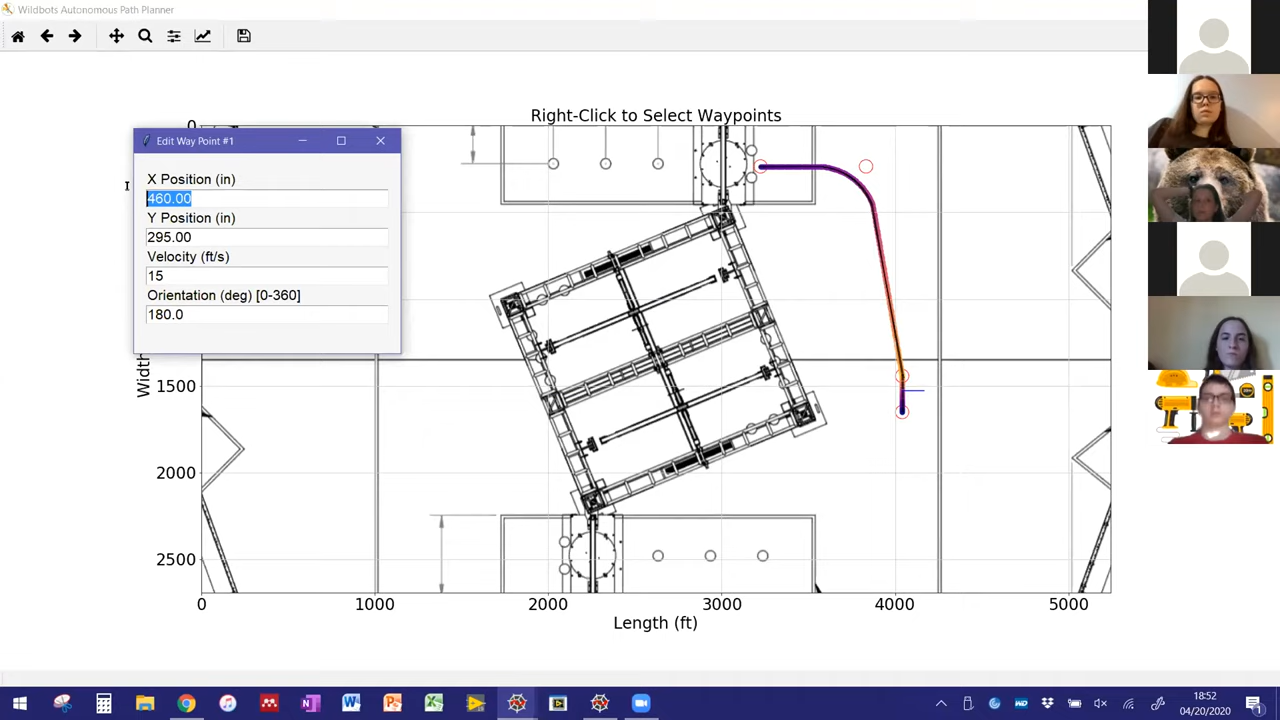 Wildbots Autonomous Path Planner
Right-Click to Select Waypoints
Edit Way Point #1
X Position (in)
460.00
Y Position (in)
295.00
Velocity (ft/s)
15
Orientation (deg) [0-360]
180.0
0
Width
1500
2000
2500
0
1000
2000
3000
4000
5000
Length (ft)
18:52
04/20/2020